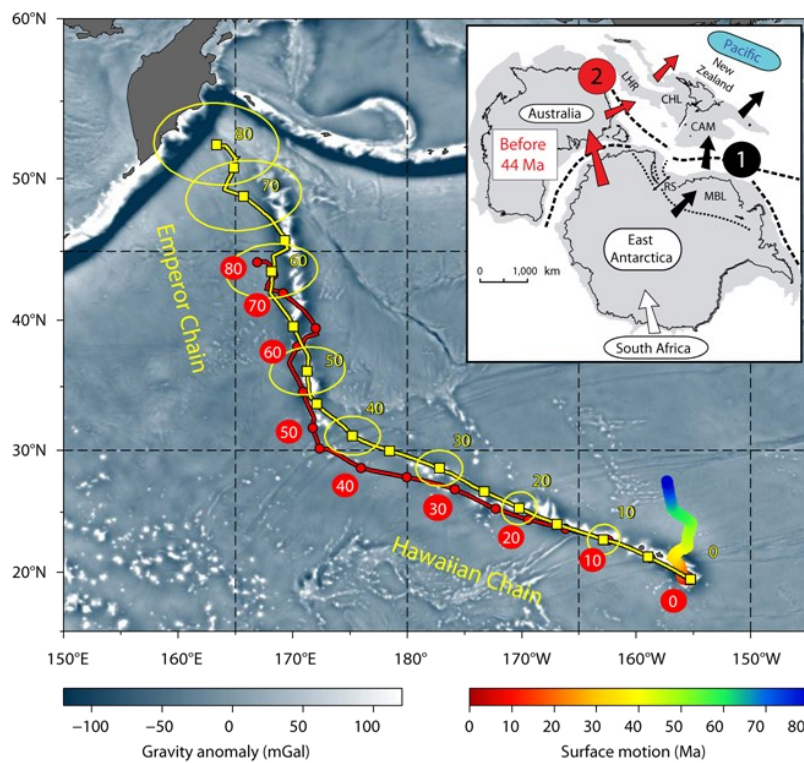 60°N
50°N
40°N
30°N
20°N
150°E
160°E
170°E
180°
170°W
160°W
150°W
80
70
60
50
40
30
20
10
0
80
70
60
50
40
30
20
10
0
Emperor Chain
Hawaiian Chain
Pacific
New
Zealand
2
LHR
CHL
Australia
CAM
Before
44 Ma
1
RS
MBL
East
Antarctica
0 1,000 km
South Africa
−100 −50 0 50 100
Gravity anomaly (mGal)
0 10 20 30 40 50 60 70 80
Surface motion (Ma)